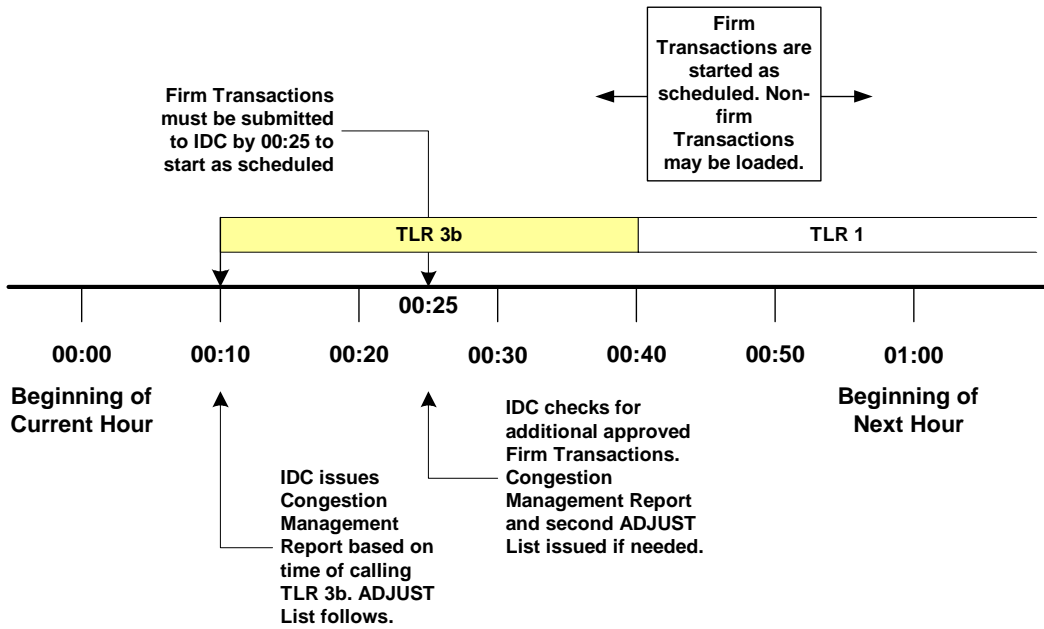 Firm
Transactions are
started as
scheduled. Non-
firm
Transactions
may be loaded.
Firm Transactions
must be submitted
to IDC by 00:25 to
start as scheduled
TLR 3b
TLR 1
00:25
00:00
00:10
00:20
00:30
00:40
00:50
01:00
Beginning of
Current Hour
Beginning of
Next Hour
IDC issues
Congestion
Management
Report based on
time of calling
TLR 3b. ADJUST
List follows.
IDC checks for
additional approved
Firm Transactions.
Congestion
Management Report
and second ADJUST
List issued if needed.